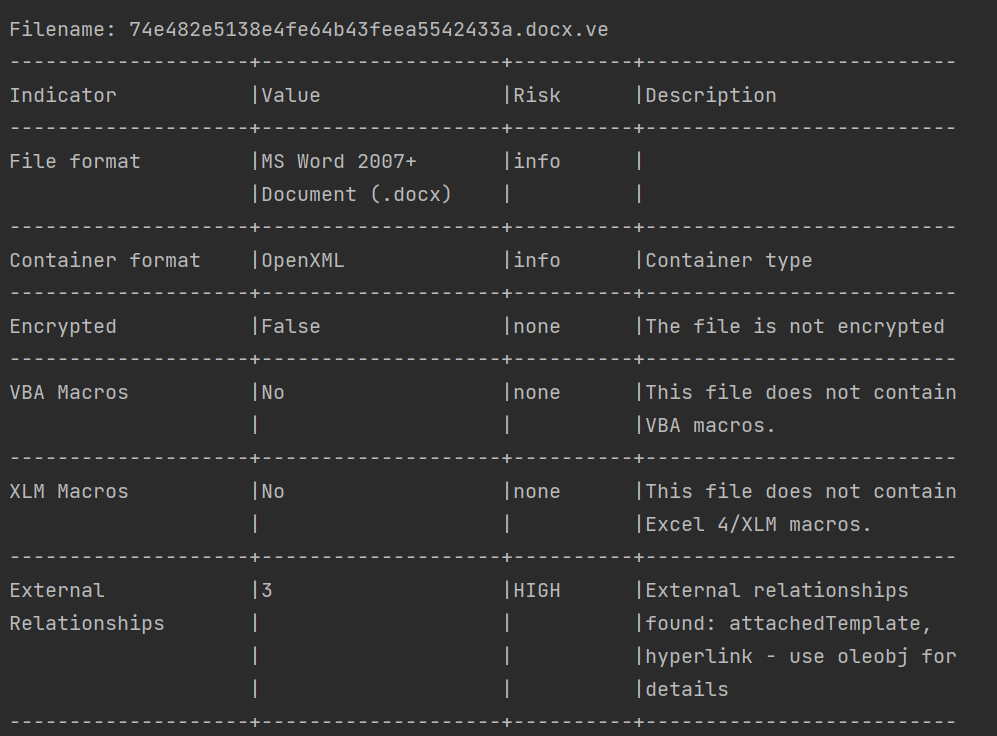 Filename: 74e482e5138e4fe64b43feea5542433a.docx.ve
--------------------+--------------------+----------+--------------------------
Indicator           |Value               |Risk      |Description
--------------------+--------------------+----------+--------------------------
File format         |MS Word 2007+       |info      |
                    |Document (.docx)    |          |
--------------------+--------------------+----------+--------------------------
Container format    |OpenXML             |info      |Container type
--------------------+--------------------+----------+--------------------------
Encrypted           |False               |none      |The file is not encrypted
--------------------+--------------------+----------+--------------------------
VBA Macros          |No                  |none      |This file does not contain
                    |                    |          |VBA macros.
--------------------+--------------------+----------+--------------------------
XLM Macros          |No                  |none      |This file does not contain
                    |                    |          |Excel 4/XLM macros.
--------------------+--------------------+----------+--------------------------
External            |3                   |HIGH      |External relationships
Relationships       |                    |          |found: attachedTemplate,
                    |                    |          |hyperlink - use oleobj for
                    |                    |          |details
--------------------+--------------------+----------+--------------------------